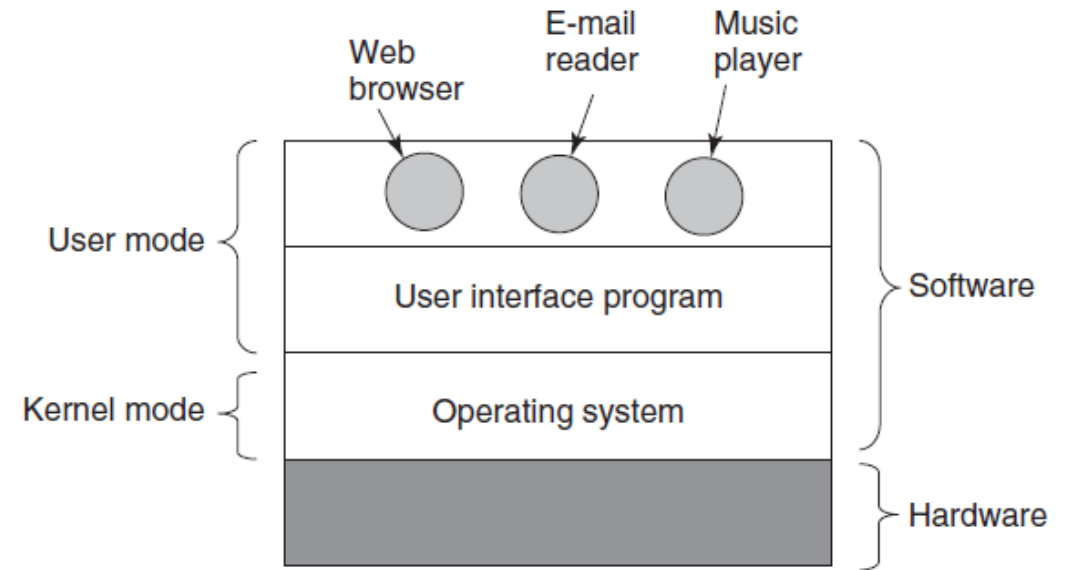 Web
browser
E-mail
reader
Music
player
User mode
User interface program
Software
Kernel mode
Operating system
Hardware